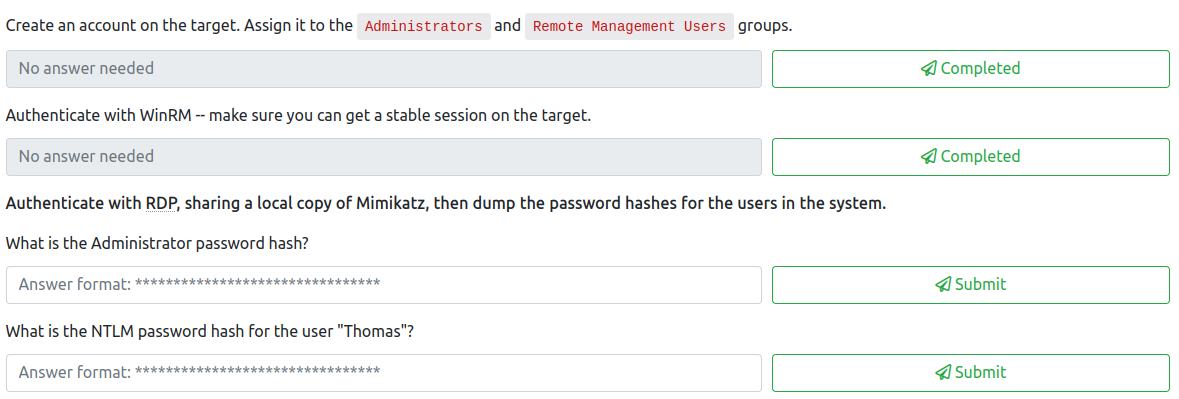 Create an account on the target. Assign it to the Administrators and Remote Management Users groups.
No answer needed
Completed
Authenticate with WinRM -- make sure you can get a stable session on the target.
No answer needed
Completed
Authenticate with RDP, sharing a local copy of Mimikatz, then dump the password hashes for the users in the system.
What is the Administrator password hash?
Answer format: ********************************
Submit
What is the NTLM password hash for the user "Thomas"?
Answer format: ********************************
Submit